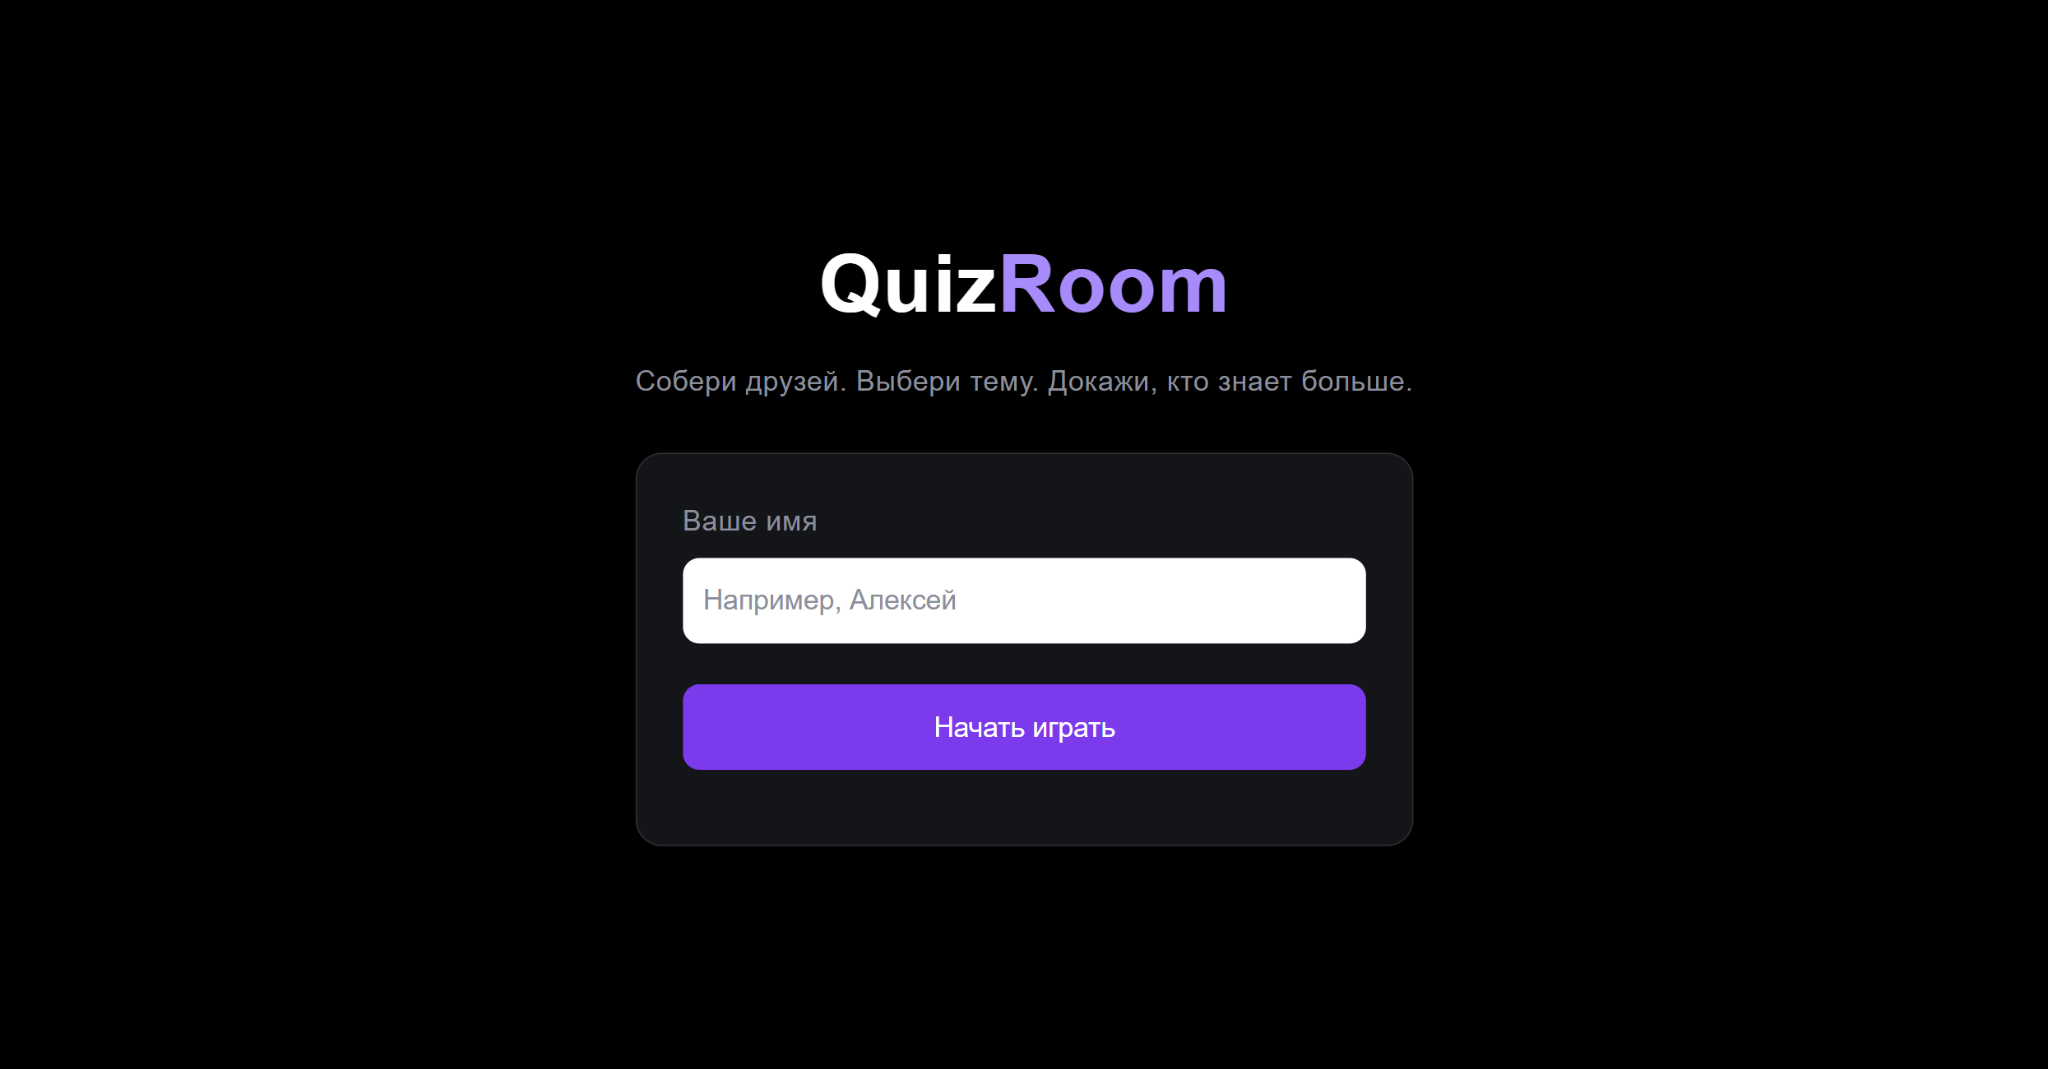 QuizRoom
Собери друзей. Выбери тему. Докажи, кто знает больше.
Ваше имя
Например, Алексей
Начать играть